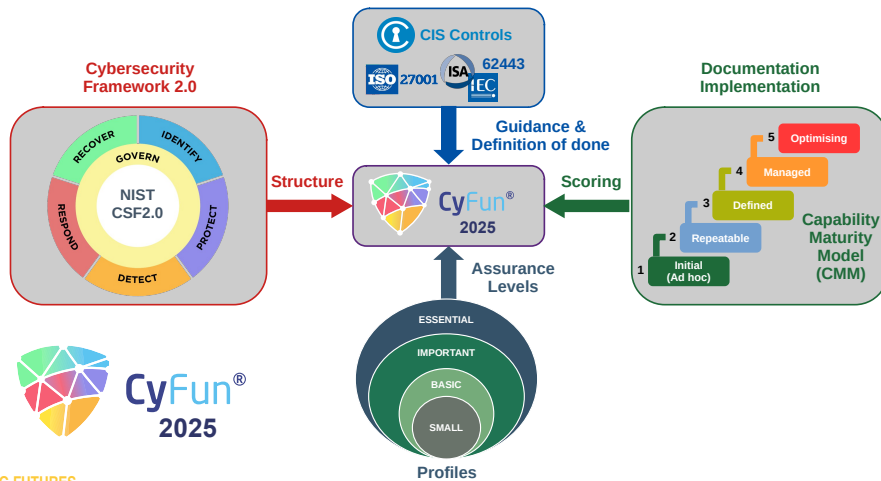 CIS Controls
ISO 27001 ISA 62443
IEC
Cybersecurity
Framework 2.0
RECOVER
IDENTIFY
GOVERN
NIST
CSF2.0
RESPOND
PROTECT
DETECT
Structure
Guidance &
Definition of done
CyFun®
2025
Scoring
Documentation
Implementation
5 Optimising
4 Managed
3 Defined
2 Repeatable
1 Initial
(Ad hoc)
Capability
Maturity
Model
(CMM)
Assurance
Levels
ESSENTIAL
IMPORTANT
BASIC
SMALL
Profiles
CyFun®
2025